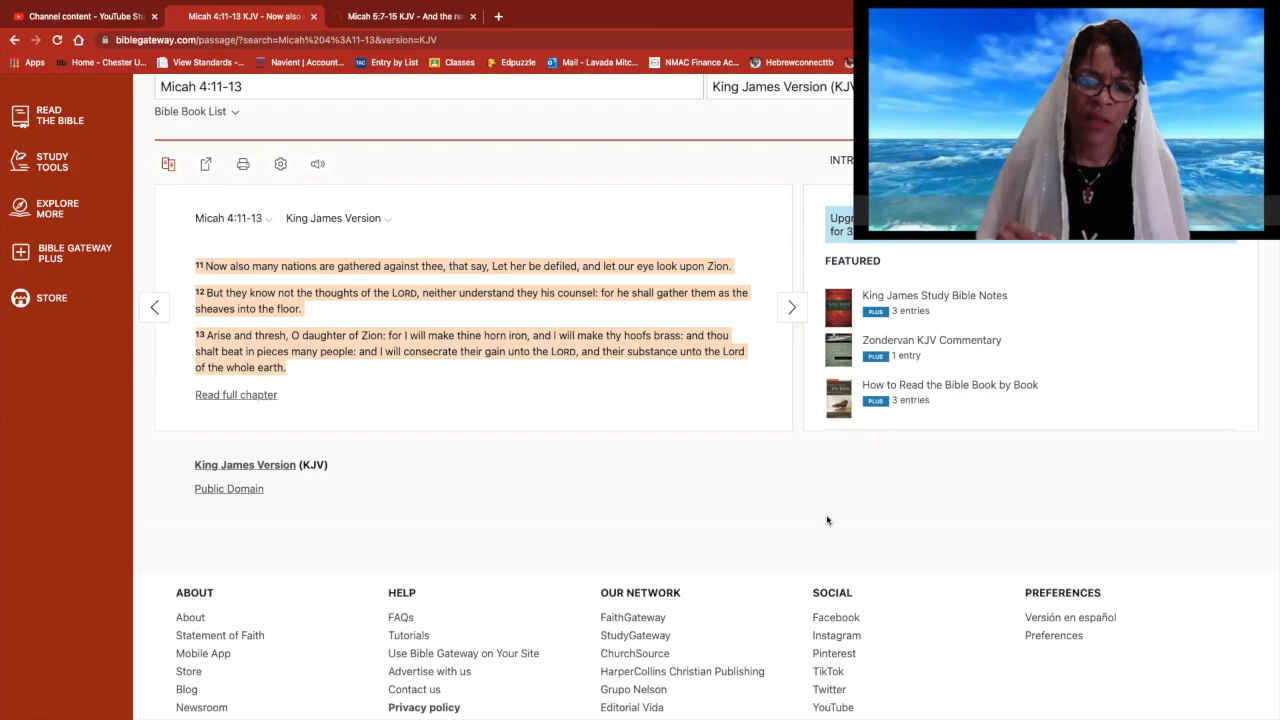 Channel content - YouTube Stu
Micah 4:11-13 KJV - Now also
Micah 5:7-15 KJV - And the re
biblegateway.com/passage/?search=Micah%204%3A11-13&version=KJV
Apps
Home - Chester U...
View Standards -...
Navient | Account...
Entry by List
Classes
Edpuzzle
Mail - Lavada Mitc...
NMAC Finance Ac...
Hebrewconnecttb
READ
THE BIBLE
STUDY
TOOLS
EXPLORE
MORE
BIBLE GATEWAY
PLUS
STORE
Micah 4:11-13
King James Version (KJV
Bible Book List
INTR
Micah 4:11-13
King James Version
11 Now also many nations are gathered against thee, that say, Let her be defiled, and let our eye look upon Zion.
12 But they know not the thoughts of the LORD, neither understand they his counsel: for he shall gather them as the
sheaves into the floor.
13 Arise and thresh, O daughter of Zion: for I will make thine horn iron, and I will make thy hoofs brass: and thou
shalt beat in pieces many people: and I will consecrate their gain unto the LORD, and their substance unto the Lord
of the whole earth.
Read full chapter
Upgr
for 3
FEATURED
King James Study Bible Notes
PLUS 3 entries
Zondervan KJV Commentary
PLUS 1 entry
How to Read the Bible Book by Book
PLUS 3 entries
King James Version (KJV)
Public Domain
ABOUT
About
Statement of Faith
Mobile App
Store
Blog
Newsroom
HELP
FAQs
Tutorials
Use Bible Gateway on Your Site
Advertise with us
Contact us
Privacy policy
OUR NETWORK
FaithGateway
StudyGateway
ChurchSource
HarperCollins Christian Publishing
Grupo Nelson
Editorial Vida
SOCIAL
Facebook
Instagram
Pinterest
TikTok
Twitter
YouTube
PREFERENCES
Versión en español
Preferences